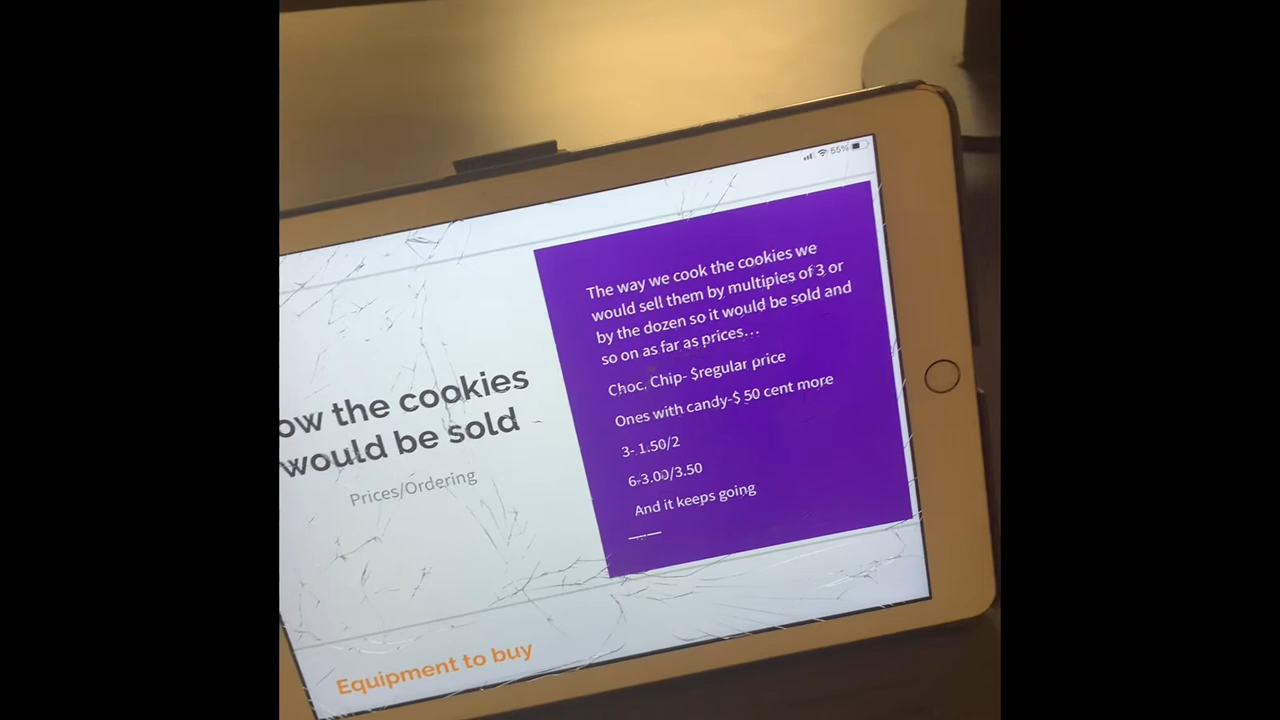 55%
ow the cookies
would be sold
Prices/Ordering
The way we cook the cookies we
would sell them by multiples of 3 or
by the dozen so it would be sold and
so on as far as prices...
Choc. Chip- $regular price
Ones with candy-$ 50 cent more
3- 1.50/2
6-3.00/3.50
And it keeps going
Equipment to buy